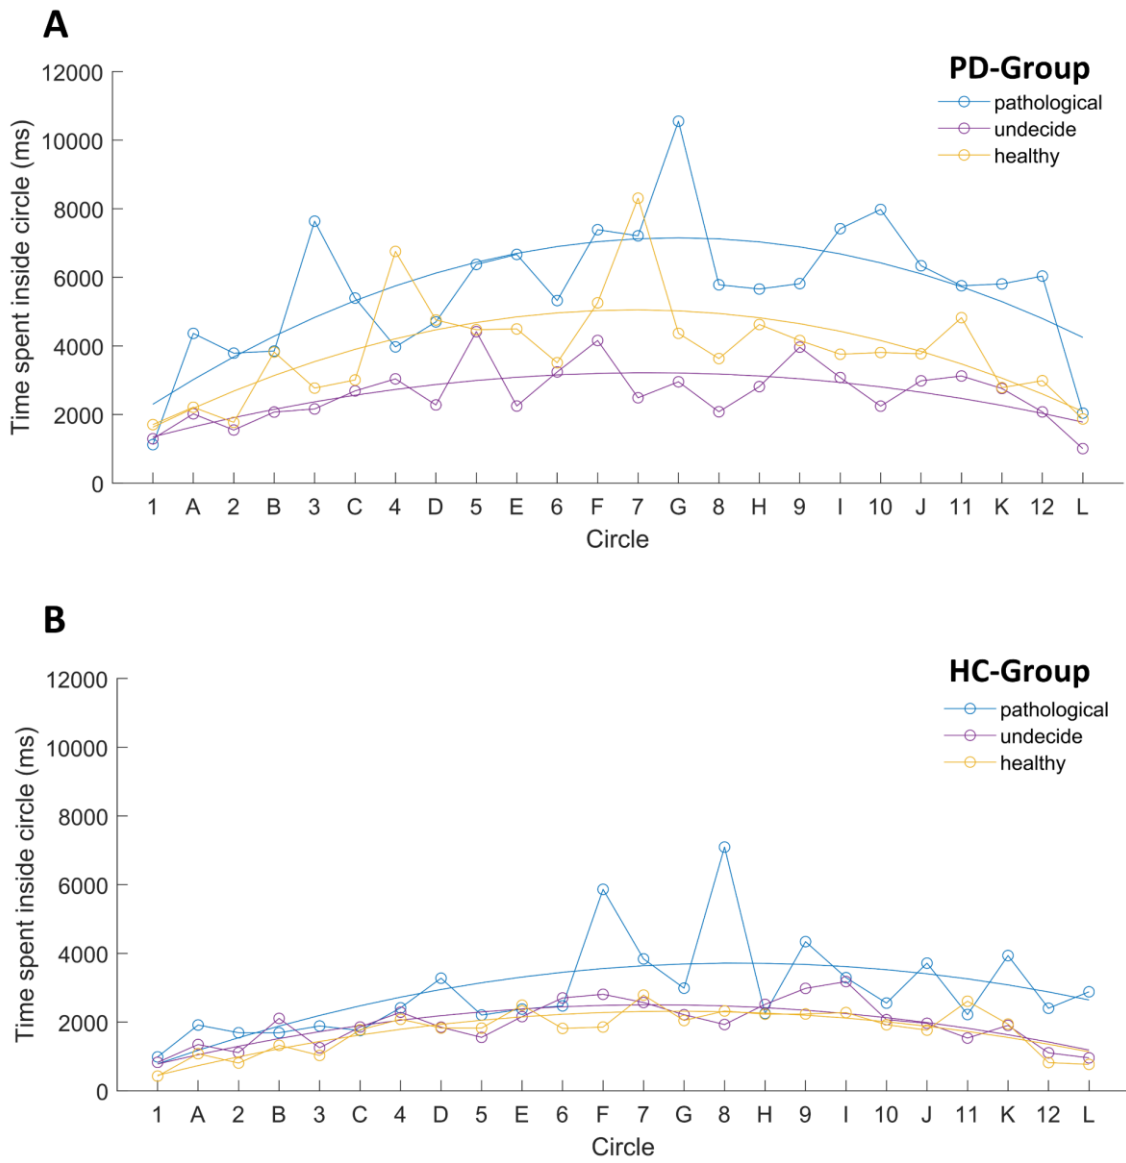 A
PD-Group
pathological
undecide
healthy
Time spent inside circle (ms)
12000
10000
8000
6000
4000
2000
0
1 A 2 B 3 C 4 D 5 E 6 F 7 G 8 H 9 I 10 J 11 K 12 L
Circle
B
HC-Group
pathological
undecide
healthy
Time spent inside circle (ms)
12000
10000
8000
6000
4000
2000
0
1 A 2 B 3 C 4 D 5 E 6 F 7 G 8 H 9 I 10 J 11 K 12 L
Circle